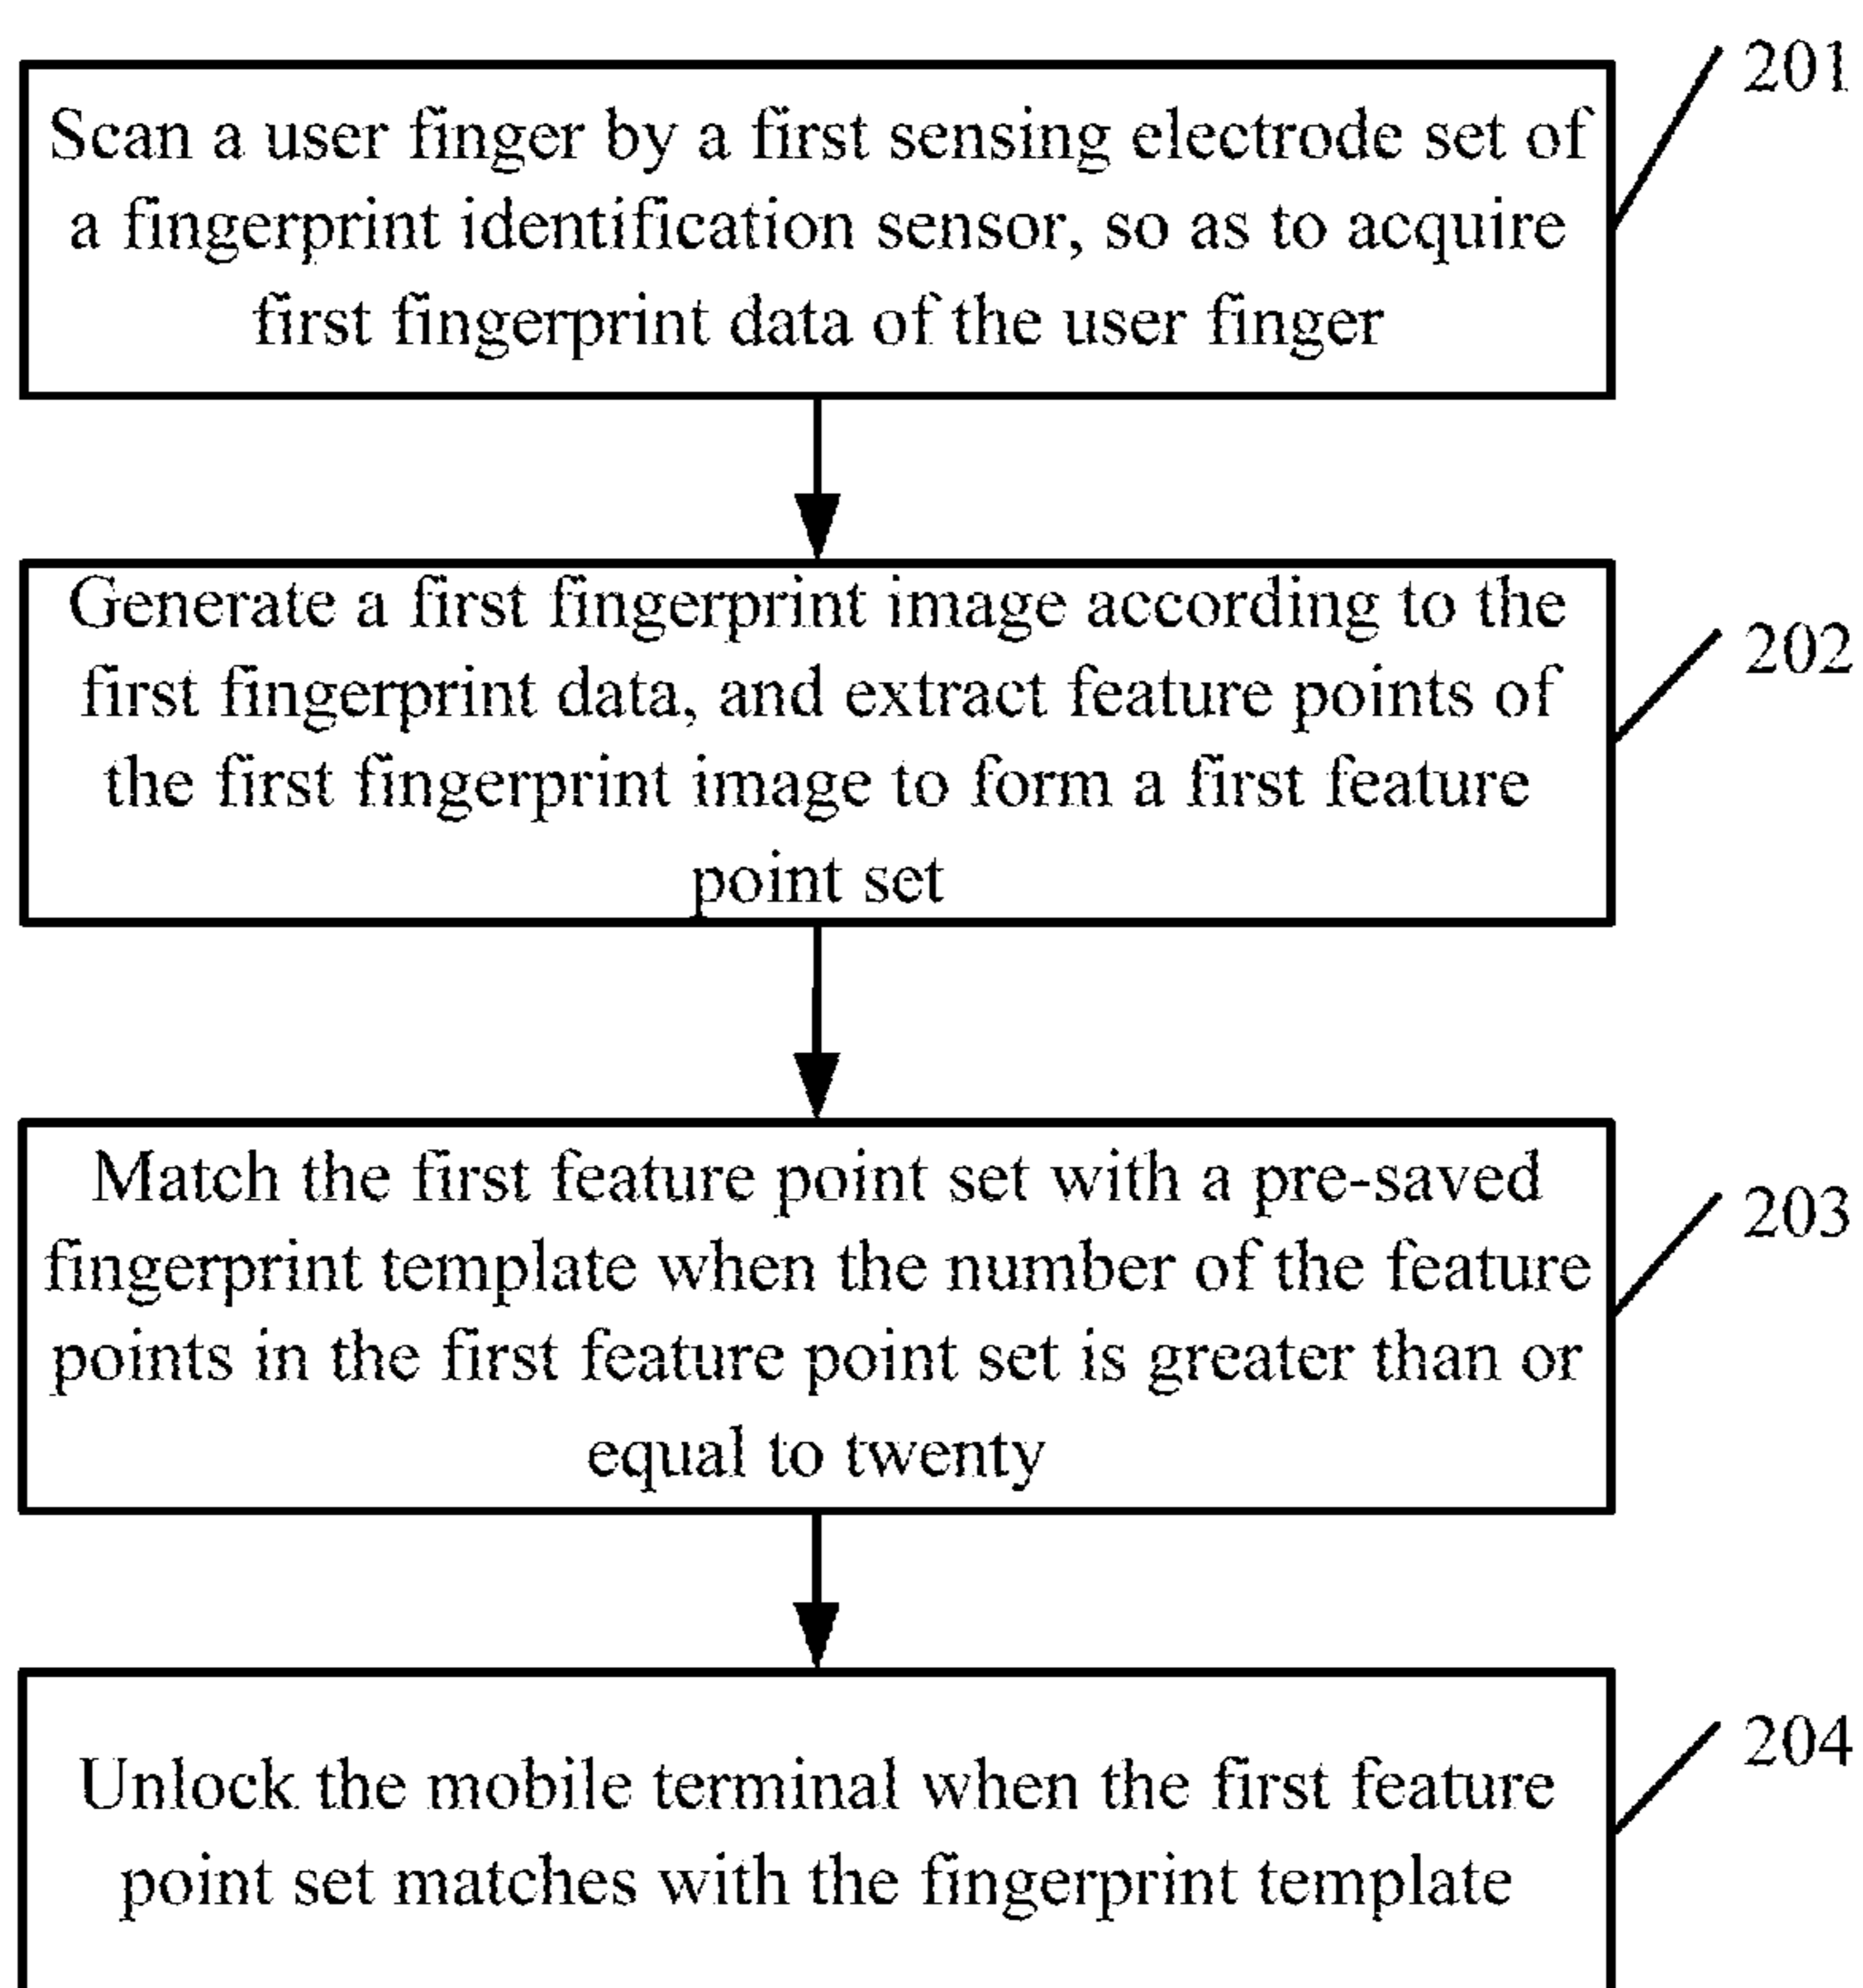 201
Scan a user finger by a first sensing electrode set of
a fingerprint identification sensor, so as to acquire
first fingerprint data of the user finger
202
Generate a first fingerprint image according to the
first fingerprint data, and extract feature points of
the first fingerprint image to form a first feature
point set
203
Match the first feature point set with a pre-saved
fingerprint template when the number of the feature
points in the first feature point set is greater than or
equal to twenty
204
Unlock the mobile terminal when the first feature
point set matches with the fingerprint template